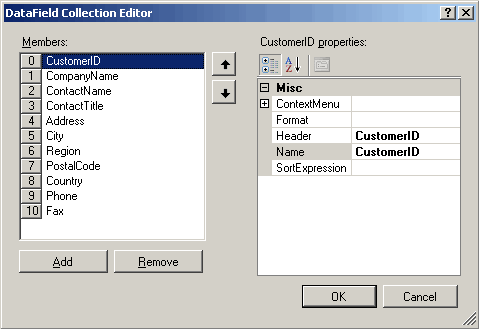 DataField Collection Editor
Members:
0 CustomerID
1 CompanyName
2 ContactName
3 ContactTitle
4 Address
5 City
6 Region
7 PostalCode
8 Country
9 Phone
10 Fax
Add Remove
CustomerID properties:
Misc
ContextMenu
Format
Header CustomerID
Name CustomerID
SortExpression
OK Cancel